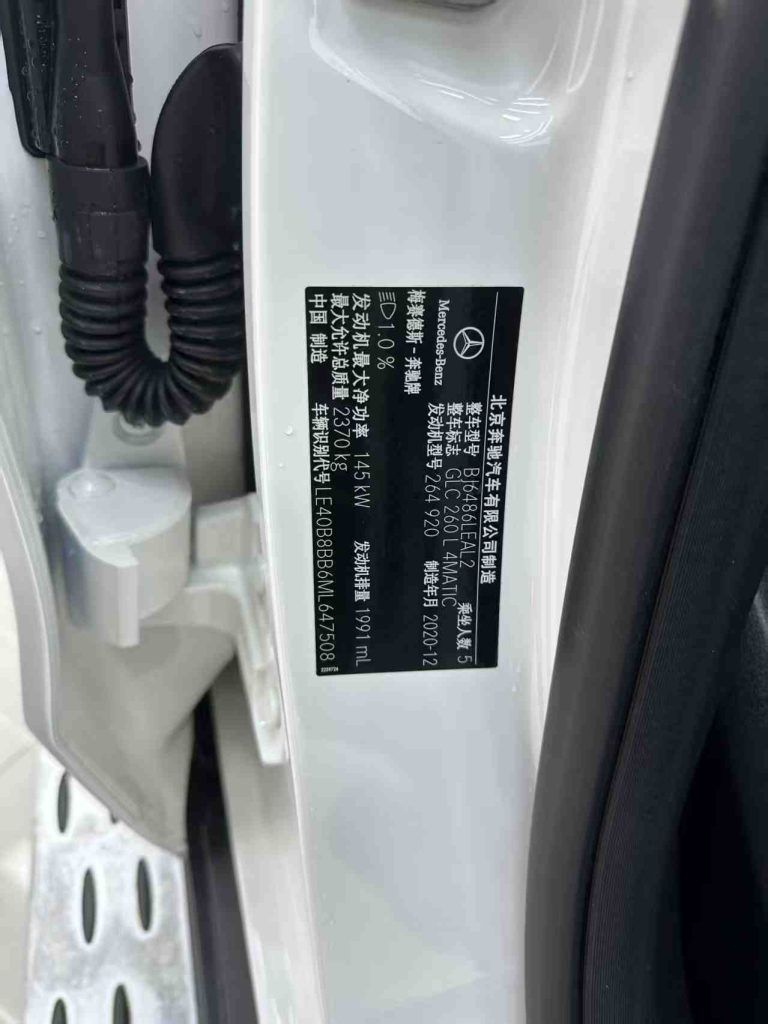 北京奔驰汽车有限公司制造
Mercedes-Benz
梅赛德斯-奔驰牌
整车型号 BJ6486LEAL2 乘坐人数 5
整车标志 GLC 260 L 4MATIC
发动机型号 264 920 制造年月 2020-12
1.0 %
发动机最大净功率 145 kW 发动机排量 1991 mL
最大允许总质量 2370 kg
中国 制造 车辆识别代号 LE40B8BB6ML647508